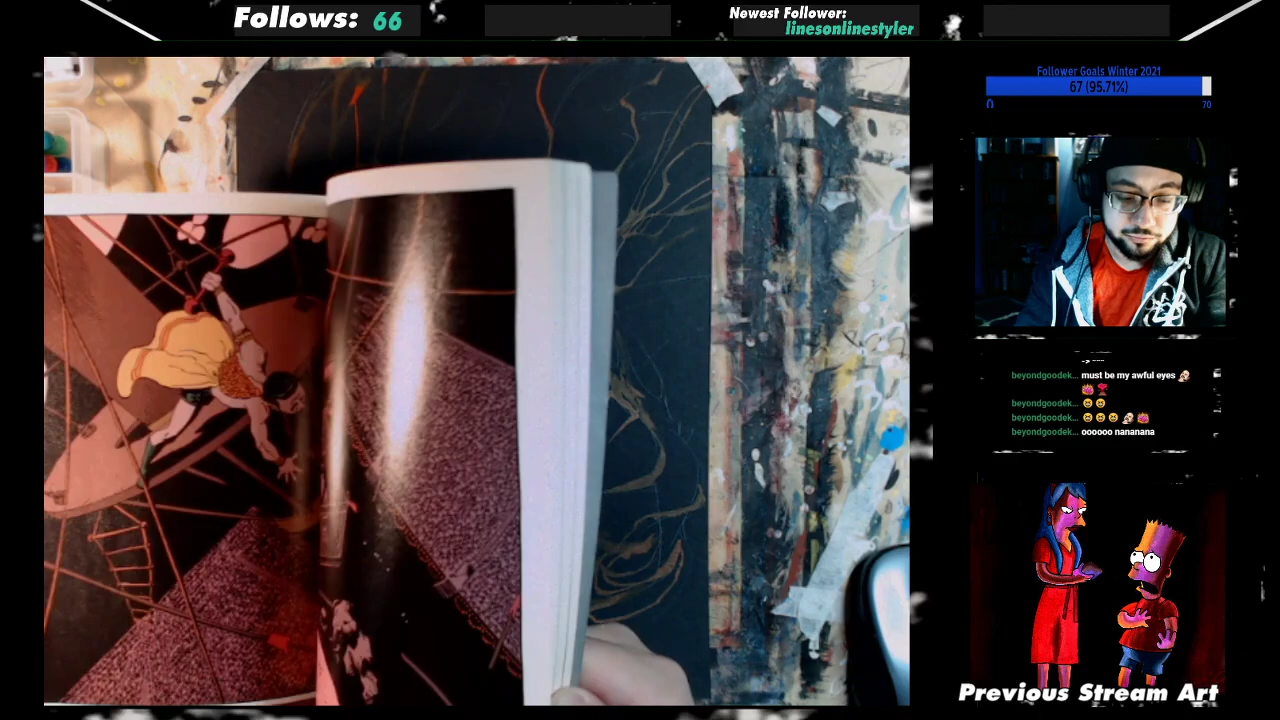 Follows: 66
Newest Follower:
linesonlinestyler
Follower Goals Winter 2021
67 (95.71%)
0 70
beyondgoodek... must be my awful eyes
beyondgoodek...
beyondgoodek...
beyondgoodek... oooooo nananana
Previous Stream Art